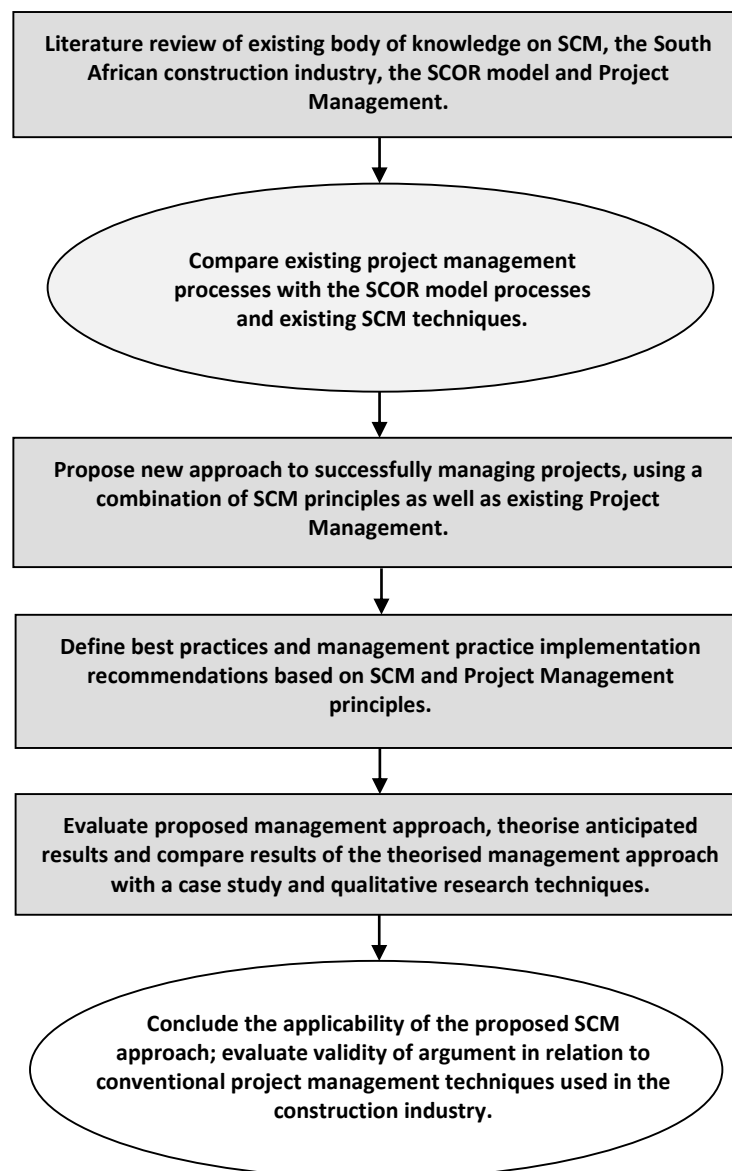 Literature review of existing body of knowledge on SCM, the South
African construction industry, the SCOR model and Project
Management.
Compare existing project management
processes with the SCOR model processes
and existing SCM techniques.
Propose new approach to successfully managing projects, using a
combination of SCM principles as well as existing Project
Management.
Define best practices and management practice implementation
recommendations based on SCM and Project Management
principles.
Evaluate proposed management approach, theorise anticipated
results and compare results of the theorised management approach
with a case study and qualitative research techniques.
Conclude the applicability of the proposed SCM
approach; evaluate validity of argument in relation to
conventional project management techniques used in the
construction industry.